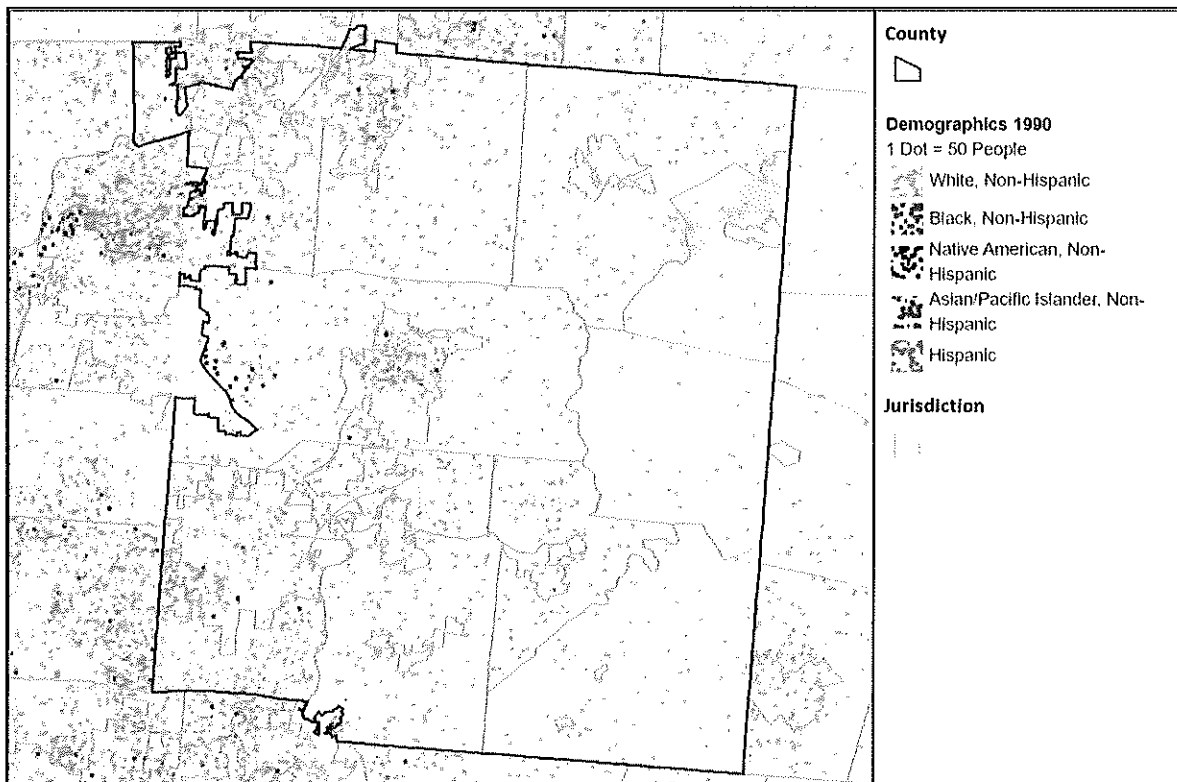 County
Demographics 1990
1 Dot = 50 People
White, Non-Hispanic
Black, Non-Hispanic
Native American, Non-
Hispanic
Asian/Pacific Islander, Non-
Hispanic
Hispanic
Jurisdiction